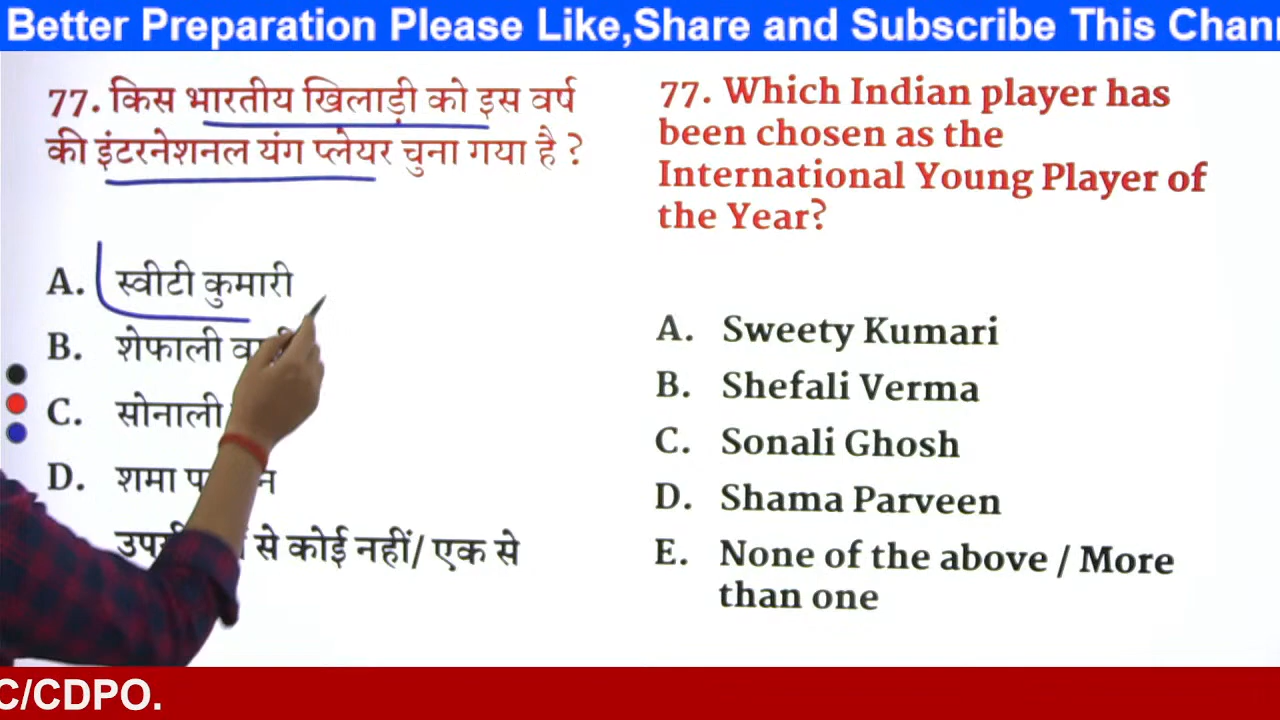 Better Preparation Please Like,Share and Subscribe This Chan
77. किस भारतीय खिलाड़ी को इस वर्ष
की इंटरनेशनल यंग प्लेयर चुना गया है ?
A. स्वीटी कुमारी
B. शेफाली
C. सोनाली
D. शमा
से कोई नहीं/ एक से
77. Which Indian player has
been chosen as the
International Young Player of
the Year?
A. Sweety Kumari
B. Shefali Verma
C. Sonali Ghosh
D. Shama Parveen
E. None of the above / More
than one
C/CDPO.